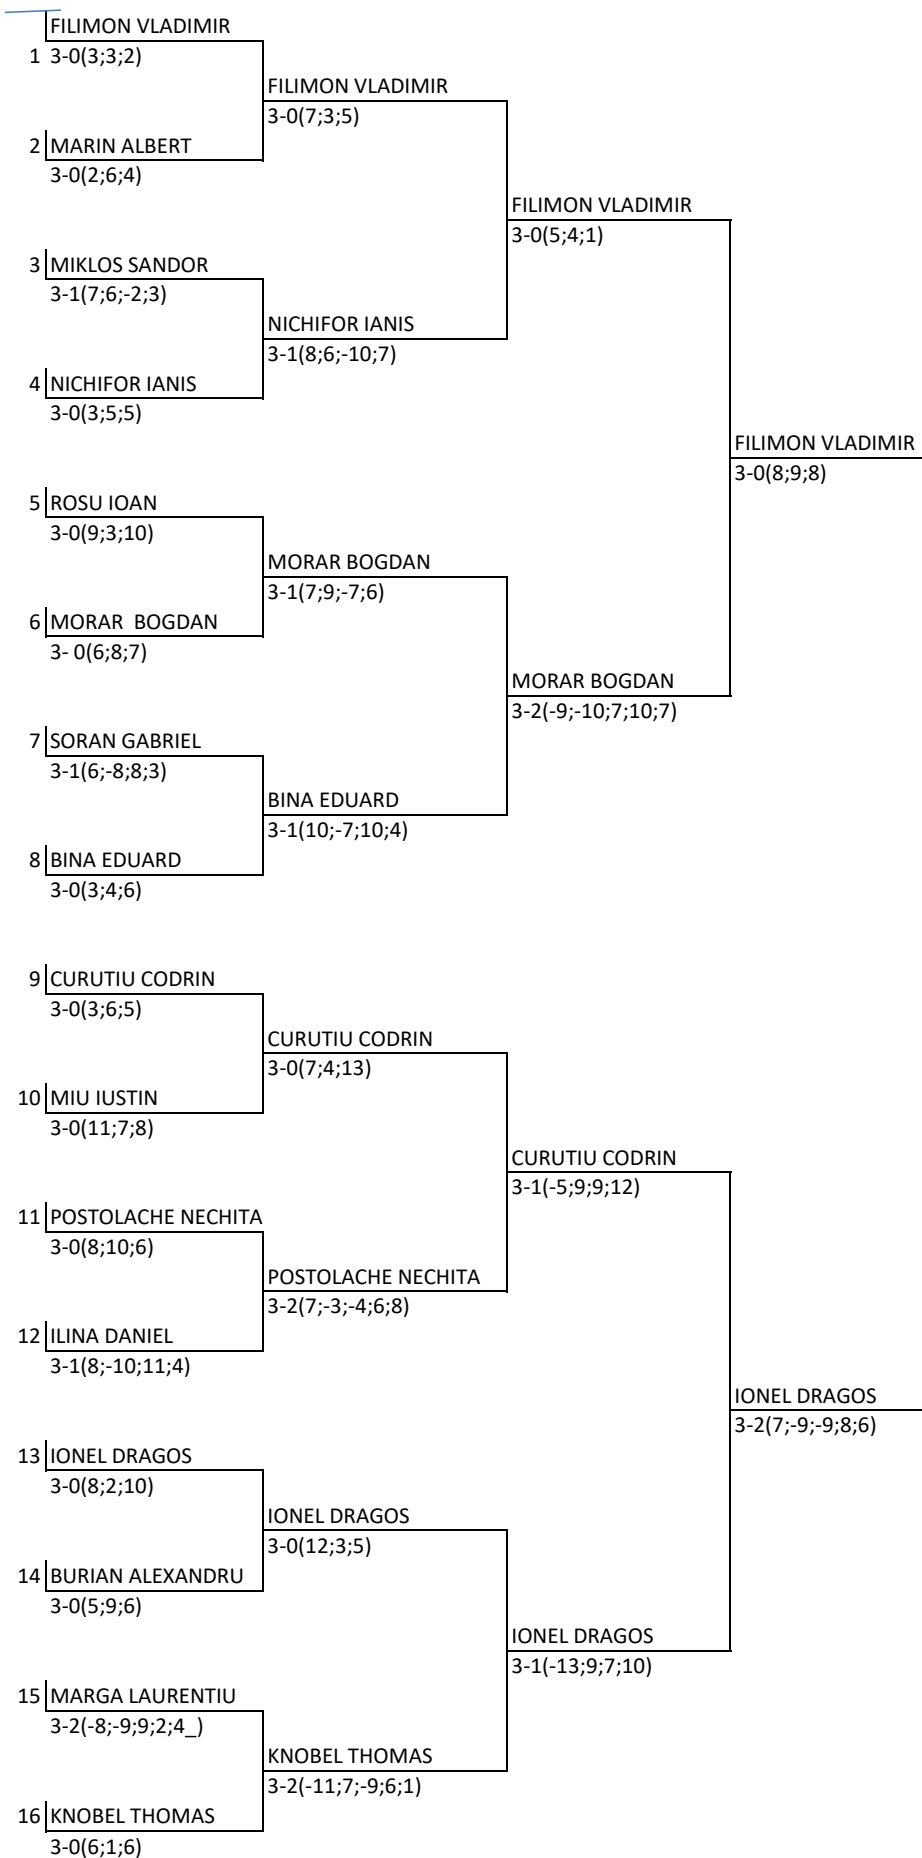 FILIMON VLADIMIR
1 3-0(3;3;2)
FILIMON VLADIMIR
3-0(7;3;5)
2 MARIN ALBERT
3-0(2;6;4)
FILIMON VLADIMIR
3-0(5;4;1)
3 MIKLOS SANDOR
3-1(7;6;-2;3)
NICHIFOR IANIS
3-1(8;6;-10;7)
4 NICHIFOR IANIS
3-0(3;5;5)
FILIMON VLADIMIR
3-0(8;9;8)
5 ROSU IOAN
3-0(9;3;10)
MORAR BOGDAN
3-1(7;9;-7;6)
6 MORAR  BOGDAN
3- 0(6;8;7)
MORAR BOGDAN
3-2(-9;-10;7;10;7)
7 SORAN GABRIEL
3-1(6;-8;8;3)
BINA EDUARD
3-1(10;-7;10;4)
8 BINA EDUARD
3-0(3;4;6)
9 CURUTIU CODRIN
3-0(3;6;5)
CURUTIU CODRIN
3-0(7;4;13)
10 MIU IUSTIN
3-0(11;7;8)
CURUTIU CODRIN
3-1(-5;9;9;12)
11 POSTOLACHE NECHITA
3-0(8;10;6)
POSTOLACHE NECHITA
3-2(7;-3;-4;6;8)
12 ILINA DANIEL
3-1(8;-10;11;4)
IONEL DRAGOS
3-2(7;-9;-9;8;6)
13 IONEL DRAGOS
3-0(8;2;10)
IONEL DRAGOS
3-0(12;3;5)
14 BURIAN ALEXANDRU
3-0(5;9;6)
IONEL DRAGOS
3-1(-13;9;7;10)
15 MARGA LAURENTIU
3-2(-8;-9;9;2;4_)
KNOBEL THOMAS
3-2(-11;7;-9;6;1)
16 KNOBEL THOMAS
3-0(6;1;6)